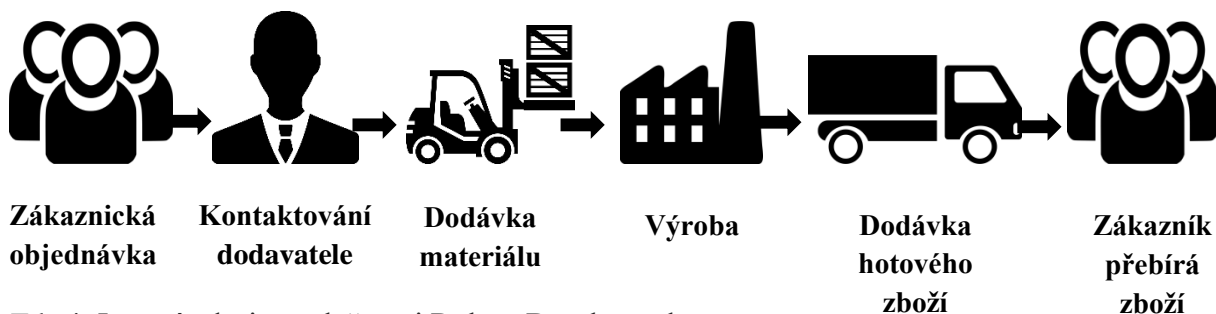 Zákaznická
objednávka
Kontaktování
dodavatele
Dodávka
materiálu
Výroba
Dodávka
hotového
zboží
Zákazník
přebírá
zboží